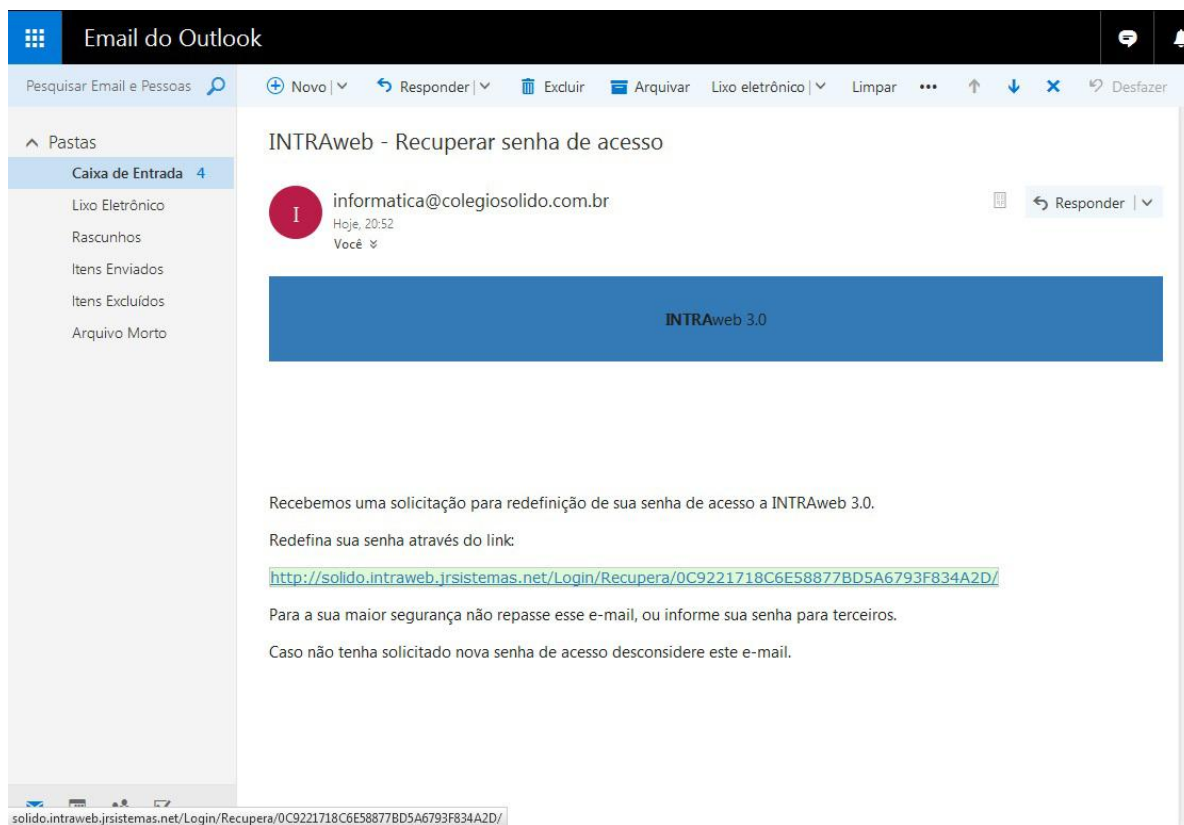 Email do Outlook
Pesquisar Email e Pessoas
Novo
Responder
Excluir
Arquivar
Lixo eletrônico
Limpar
Desfazer
Pastas
Caixa de Entrada 4
Lixo Eletrônico
Rascunhos
Itens Enviados
Itens Excluídos
Arquivo Morto
INTRAweb - Recuperar senha de acesso
I
informatica@colegiosolido.com.br
Hoje, 20:52
Você
Responder
INTRAweb 3.0
Recebemos uma solicitação para redefinição de sua senha de acesso a INTRAweb 3.0.
Redefina sua senha através do link:
http://solido.intraweb.jrsistemas.net/Login/Recupera/0C9221718C6E58877BD5A6793F834A2D/
Para a sua maior segurança não repasse esse e-mail, ou informe sua senha para terceiros.
Caso não tenha solicitado nova senha de acesso desconsidere este e-mail.
solido.intraweb.jrsistemas.net/Login/Recupera/0C9221718C6E58877BD5A6793F834A2D/